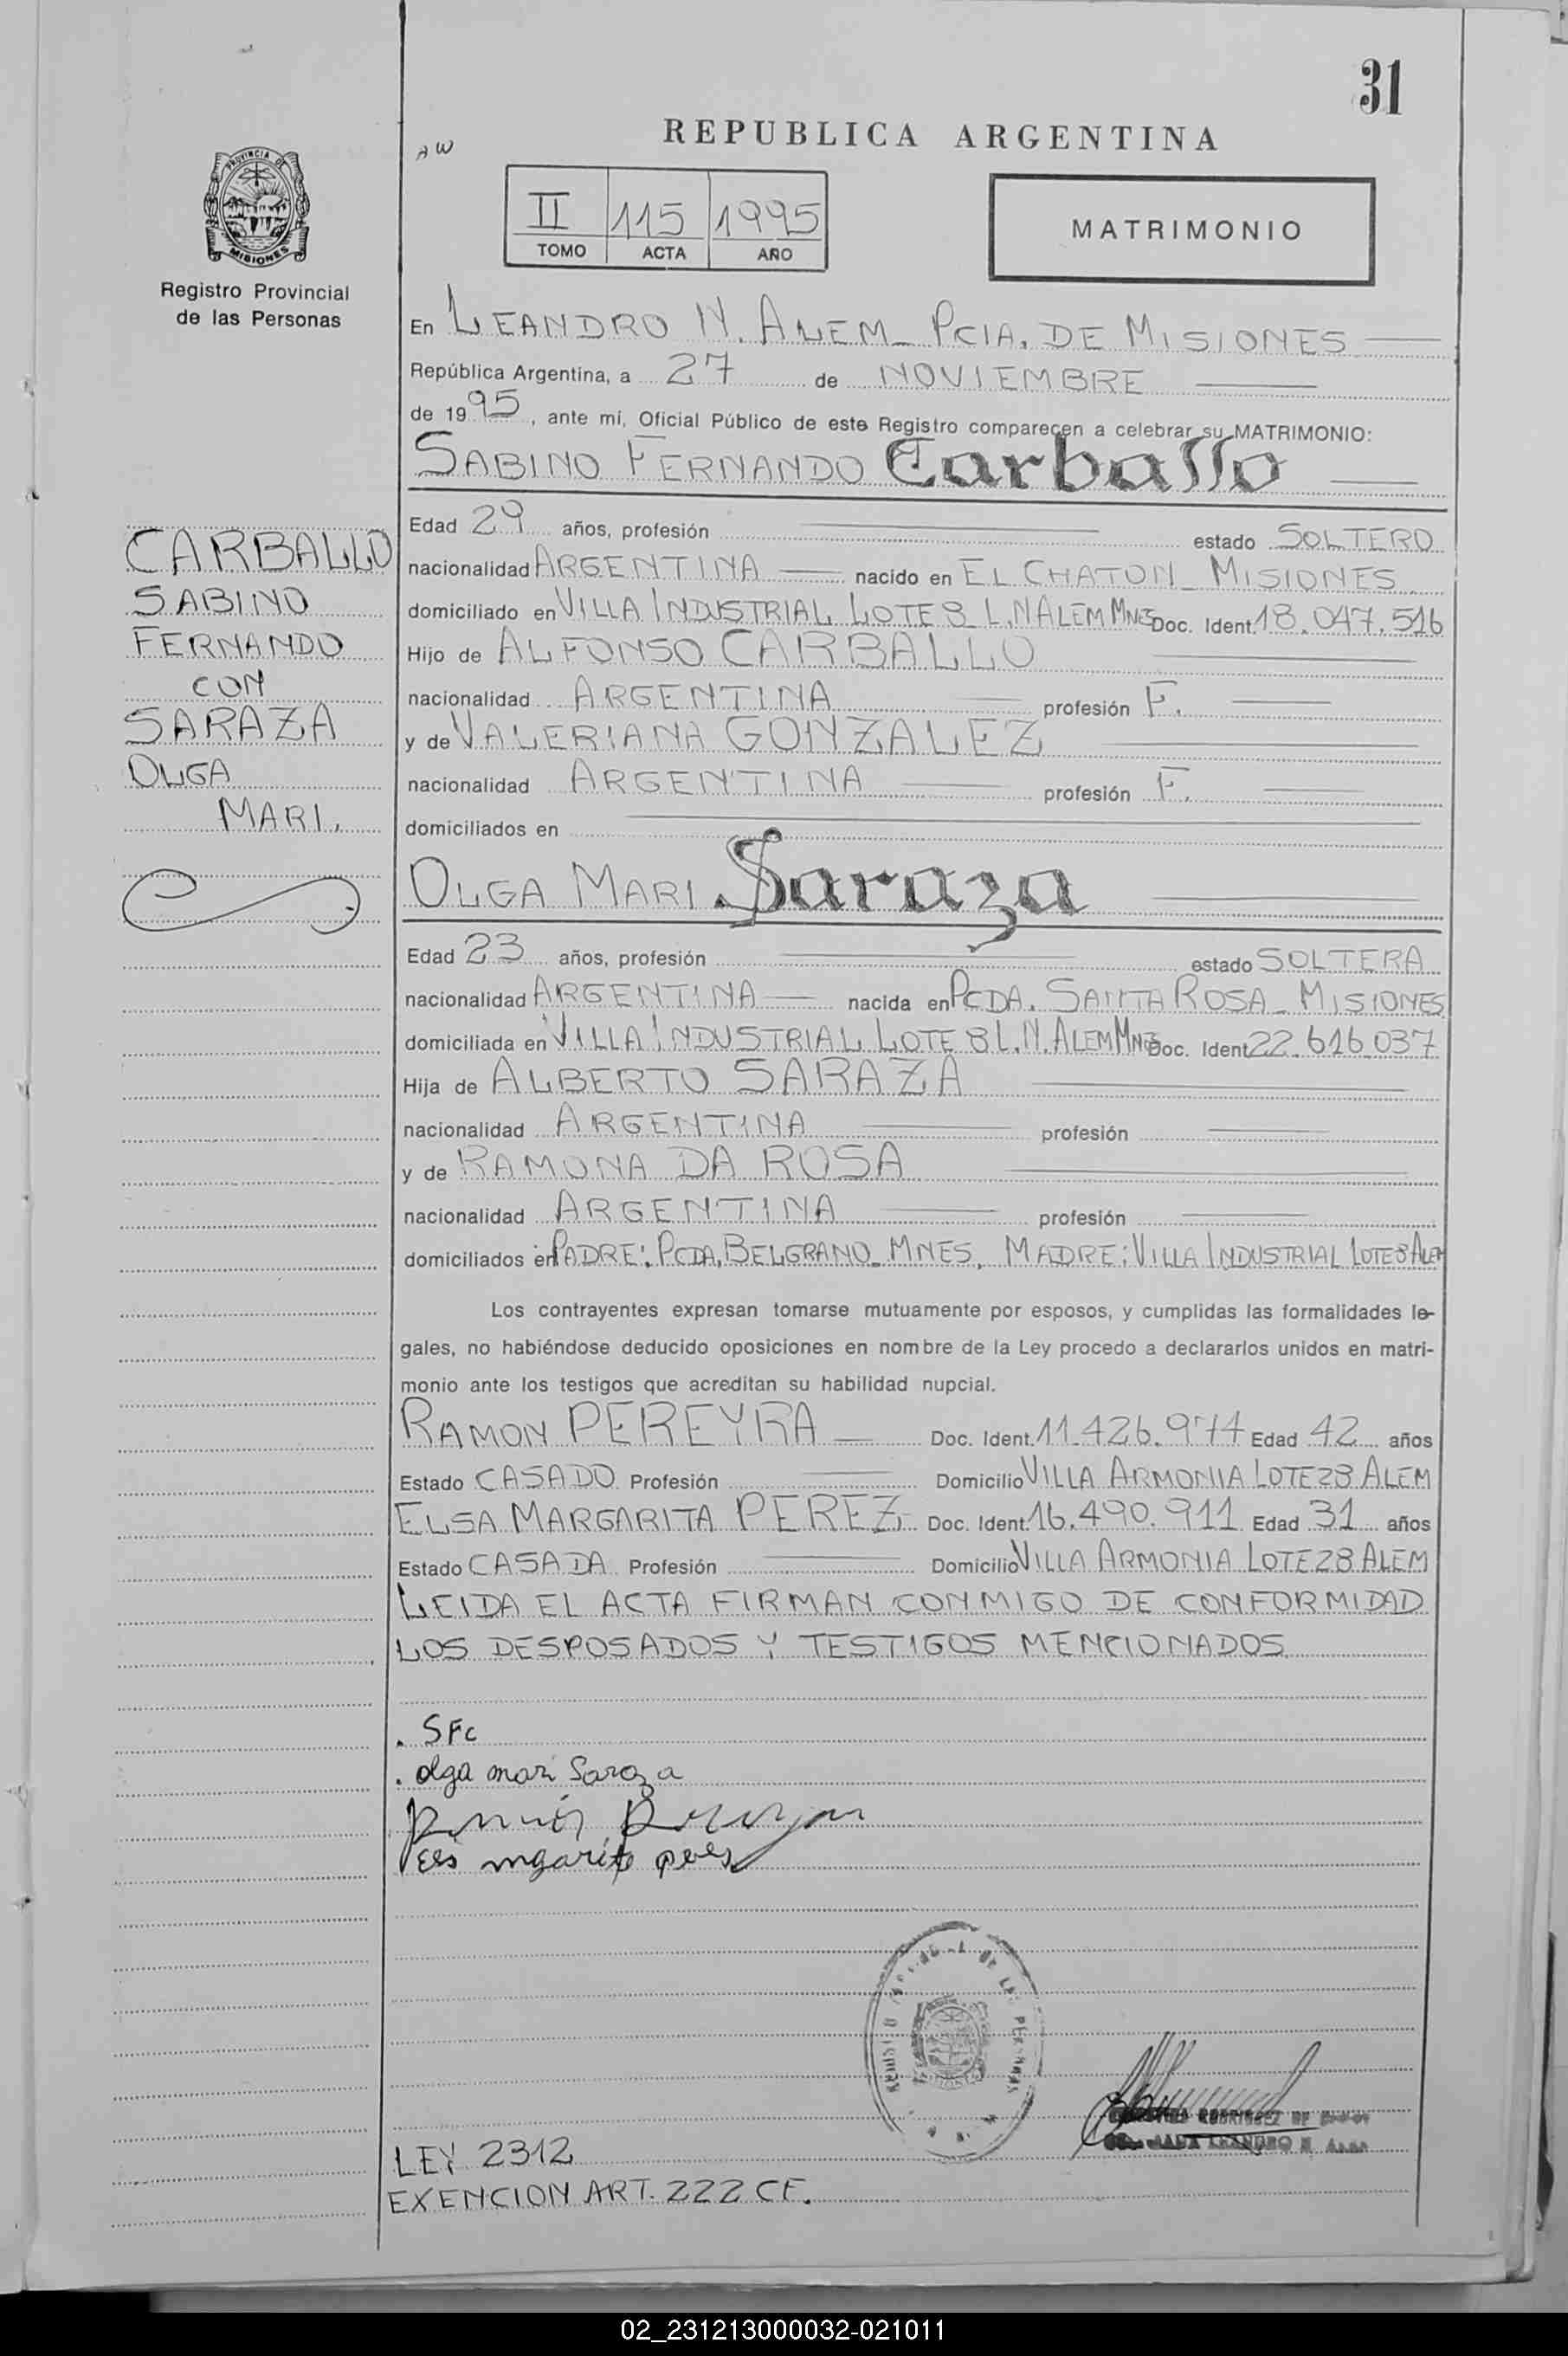 31
REPUBLICA ARGENTINA
AW
PROVINCIA DE
MISIONES
Registro Provincial
de las Personas
II 115 1995
TOMO ACTA AÑO
MATRIMONIO
En LEANDRO N. ALEM_ PCIA. DE MISIONES
República Argentina, a 27 de NOVIEMBRE
de 1995, ante mí, Oficial Público de este Registro comparecen a celebrar su MATRIMONIO:
SABINO FERNANDO Carballo
Edad 29 años, profesión estado SOLTERO
nacionalidad ARGENTINA nacido en EL CHATON_ MISIONES
domiciliado en VILLA INDUSTRIAL LOTE 8 L.N ALEM MNES Doc. Ident. 18.047.516
Hijo de ALFONSO CARBALLO
nacionalidad ARGENTINA profesión F.
y de VALERIANA GONZALEZ
nacionalidad ARGENTINA profesión F.
domiciliados en
CARBALLO
SABINO
FERNANDO
CON
SARAZA
OLGA
MARI.
OLGA MARI Saraza
Edad 23 años, profesión estado SOLTERA
nacionalidad ARGENTINA nacida en PCDA. SANTA ROSA_ MISIONES
domiciliada en VILLA INDUSTRIAL LOTE 8 L.N. ALEM MNES Doc. Ident. 22.616.037
Hija de ALBERTO SARAZA
nacionalidad ARGENTINA profesión
y de RAMONA DA ROSA
nacionalidad ARGENTINA profesión
domiciliados en PADRE: PCDA. BELGRANO_ MNES. MADRE: VILLA INDUSTRIAL LOTE 8 ALEM
Los contrayentes expresan tomarse mutuamente por esposos, y cumplidas las formalidades le-
gales, no habiéndose deducido oposiciones en nombre de la Ley procedo a declararlos unidos en matri-
monio ante los testigos que acreditan su habilidad nupcial.
RAMON PEREYRA Doc. Ident. 11.426.974 Edad 42 años
Estado CASADO Profesión Domicilio VILLA ARMONIA LOTE 28 ALEM
ELSA MARGARITA PEREZ Doc. Ident. 16.490.911 Edad 31 años
Estado CASADA Profesión Domicilio VILLA ARMONIA LOTE 28 ALEM
LEIDA EL ACTA FIRMAN CONMIGO DE CONFORMIDAD
LOS DESPOSADOS Y TESTIGOS MENCIONADOS
. SFc
. olga mari Saraza
RODRIGUEZ DE
LEANDRO N. ALEM
LEY 2312
EXENCION ART. 222 CF.
02_231213000032-021011